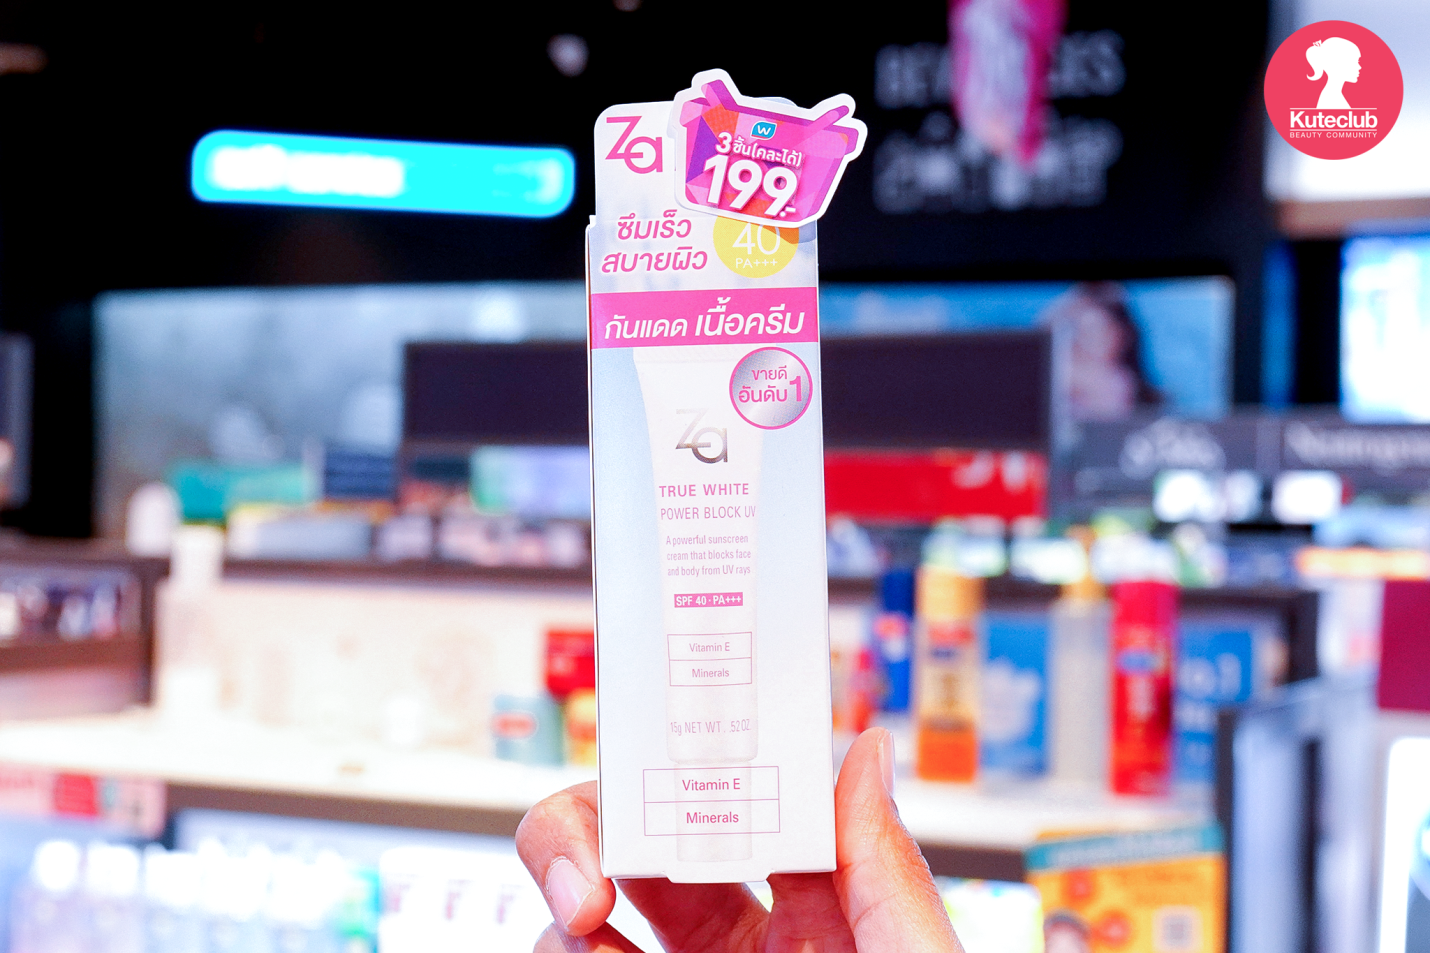 Kuteclub
BEAUTY COMMUNITY
Za
W
3 ชิ้น(คละได้)
199.-
ซึมเร็ว
สบายผิว
40
PA+++
กันแดด เนื้อครีม
ขายดี
อันดับ 1
Za
TRUE WHITE
POWER BLOCK UV
A powerful sunscreen
cream that blocks face
and body from UV rays
SPF 40 · PA+++
Vitamin E
Minerals
15g NET WT. .52 OZ
Vitamin E
Minerals